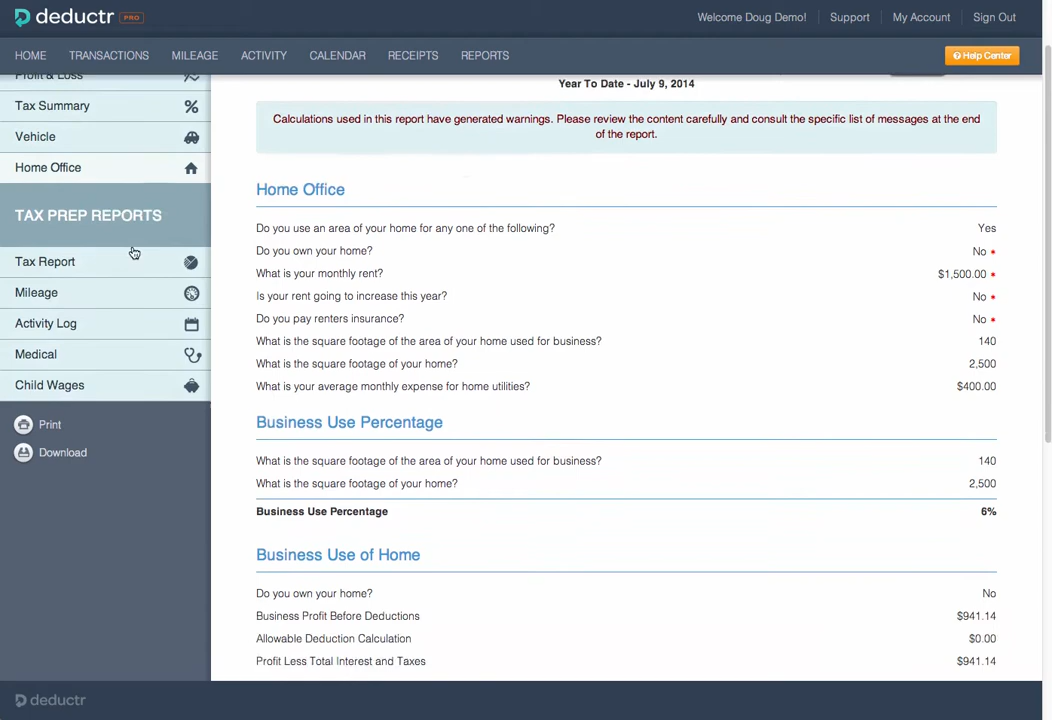 deductr PRO
Welcome Doug Demo! Support My Account Sign Out
HOME TRANSACTIONS MILEAGE ACTIVITY CALENDAR RECEIPTS REPORTS Help Center
Profit & Loss
Tax Summary
Vehicle
Home Office
TAX PREP REPORTS
Tax Report
Mileage
Activity Log
Medical
Child Wages
Print
Download
Year To Date - July 9, 2014
Calculations used in this report have generated warnings. Please review the content carefully and consult the specific list of messages at the end
of the report.
Home Office
Do you use an area of your home for any one of the following? Yes
Do you own your home? No *
What is your monthly rent? $1,500.00 *
Is your rent going to increase this year? No *
Do you pay renters insurance? No *
What is the square footage of the area of your home used for business? 140
What is the square footage of your home? 2,500
What is your average monthly expense for home utilities? $400.00
Business Use Percentage
What is the square footage of the area of your home used for business? 140
What is the square footage of your home? 2,500
Business Use Percentage 6%
Business Use of Home
Do you own your home? No
Business Profit Before Deductions $941.14
Allowable Deduction Calculation $0.00
Profit Less Total Interest and Taxes $941.14
deductr